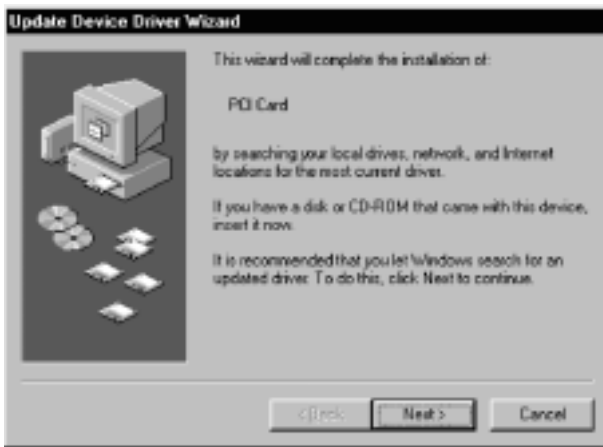 Update Device Driver Wizard
This wizard will complete the installation of:
PCI Card
by searching your local drives, network, and Internet
locations for the most current driver.
If you have a disk or CD-ROM that came with this device,
insert it now.
It is recommended that you let Windows search for an
updated driver. To do this, click Next to continue.
< Back
Next >
Cancel